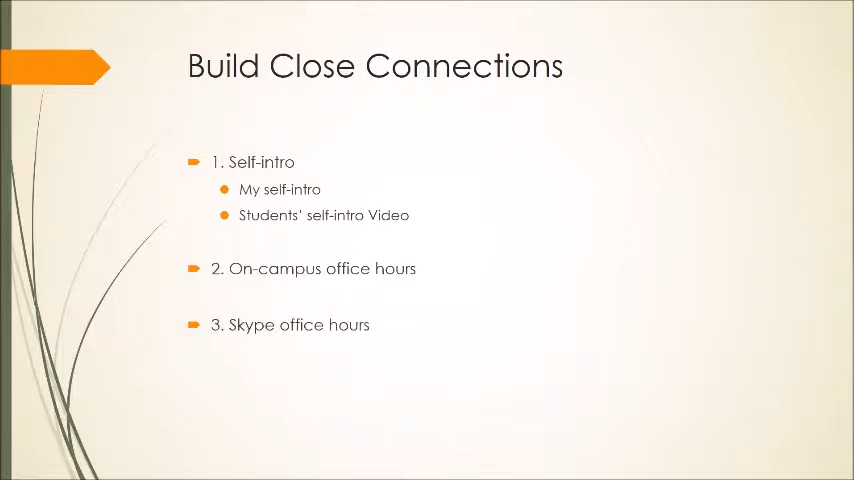 Build Close Connections
1. Self-intro
My self-intro
Students' self-intro Video
2. On-campus office hours
3. Skype office hours